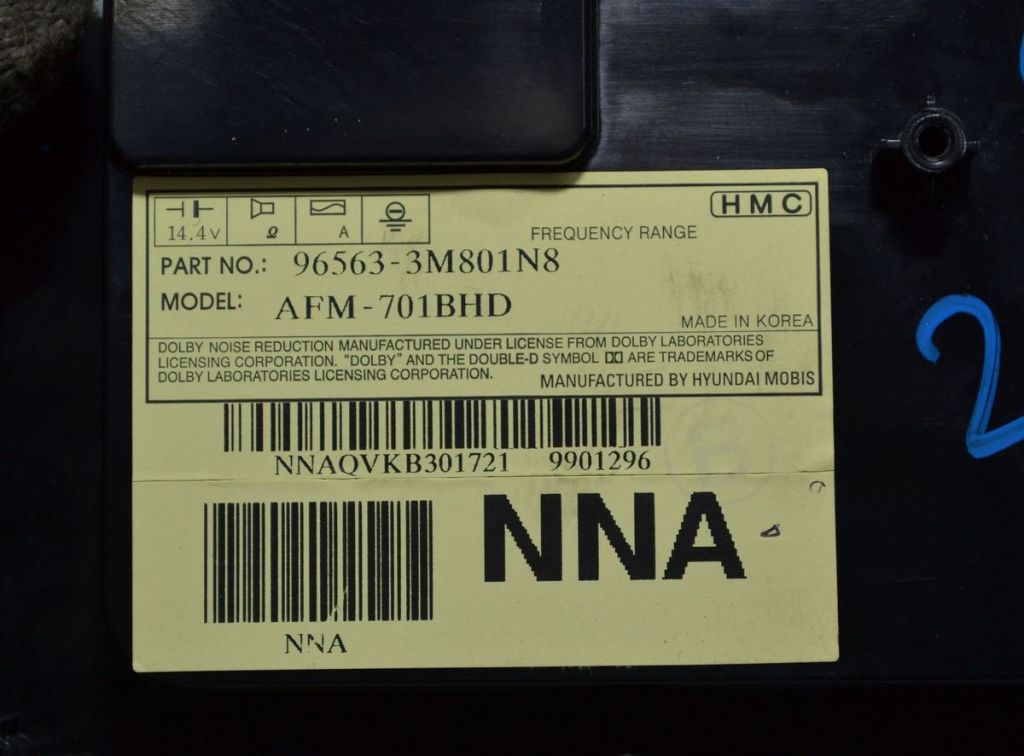 HMC
14.4v Ω A
FREQUENCY RANGE
PART NO.: 96563-3M801N8
MODEL: AFM-701BHD
MADE IN KOREA
DOLBY NOISE REDUCTION MANUFACTURED UNDER LICENSE FROM DOLBY LABORATORIES
LICENSING CORPORATION. "DOLBY" AND THE DOUBLE-D SYMBOL ARE TRADEMARKS OF
DOLBY LABORATORIES LICENSING CORPORATION.
MANUFACTURED BY HYUNDAI MOBIS
NNAQVKB301721 9901296
NNA
NNA
2